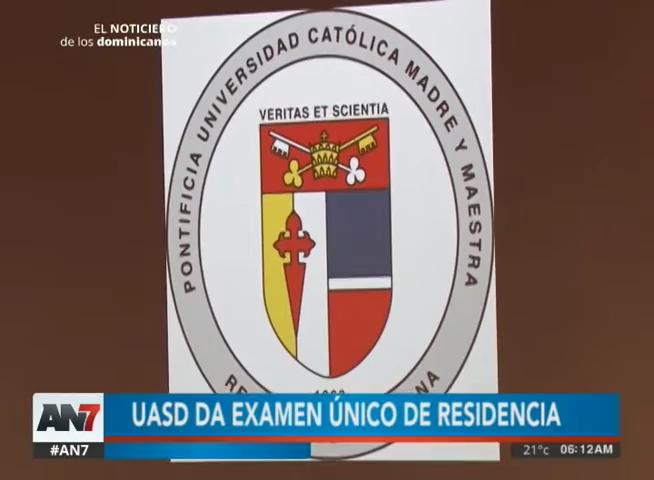 EL NOTICIERO
de los dominicanos
PONTIFICIA UNIVERSIDAD CATÓLICA MADRE Y MAESTRA
VERITAS ET SCIENTIA
AN7
UASD DA EXAMEN ÚNICO DE RESIDENCIA
#AN7
21°c 06:12AM